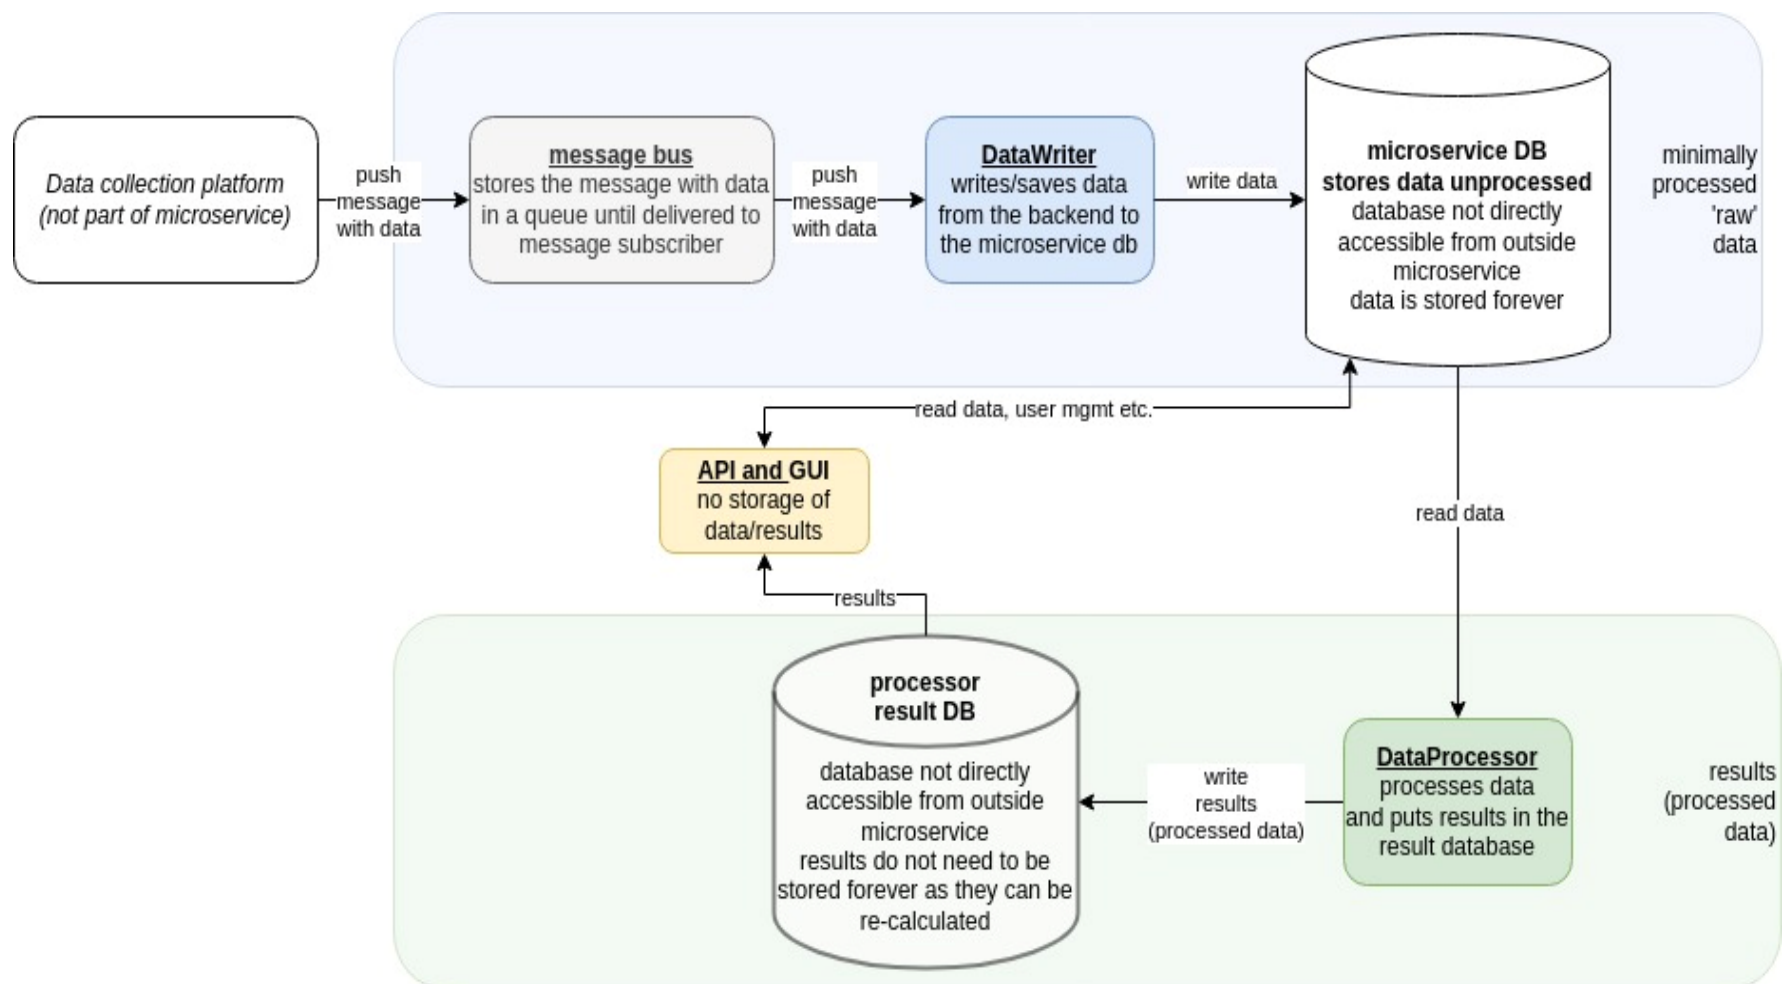 Data collection platform
(not part of microservice)
push
message
with data
message bus
stores the message with data
in a queue until delivered to
message subscriber
push
message
with data
DataWriter
writes/saves data
from the backend to
the microservice db
write data
microservice DB
stores data unprocessed
database not directly
accessible from outside
microservice
data is stored forever
minimally
processed
'raw'
data
read data, user mgmt etc.
API and GUI
no storage of
data/results
read data
results
processor
result DB
database not directly
accessible from outside
microservice
results do not need to be
stored forever as they can be
re-calculated
write
results
(processed data)
DataProcessor
processes data
and puts results in the
result database
results
(processed
data)